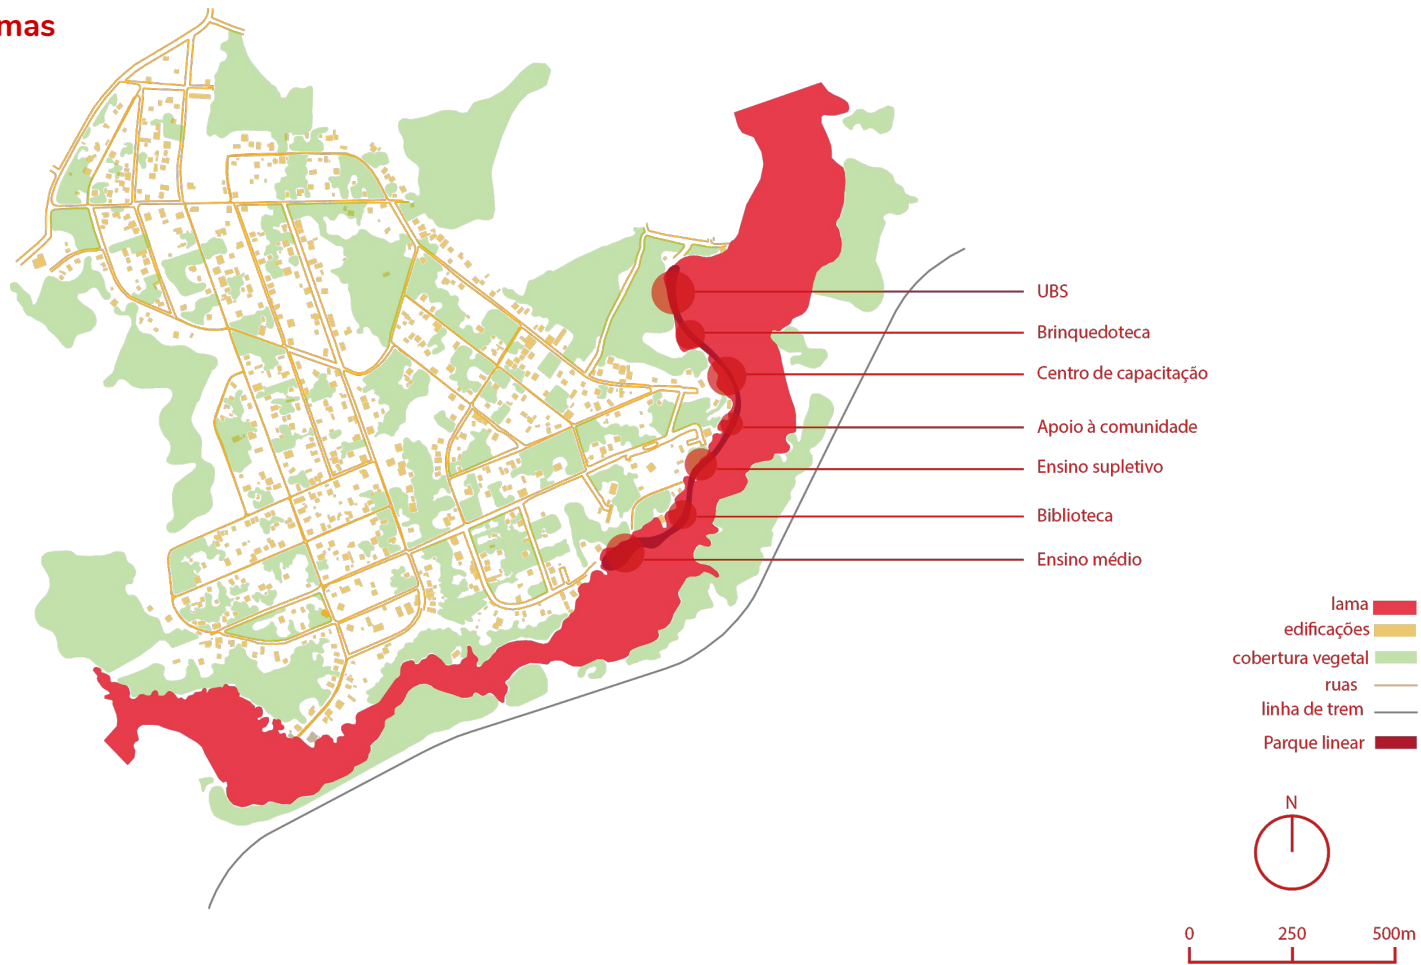 mas
UBS
Brinquedoteca
Centro de capacitação
Apoio à comunidade
Ensino supletivo
Biblioteca
Ensino médio
lama
edificações
cobertura vegetal
ruas
linha de trem
Parque linear
N
0 250 500m